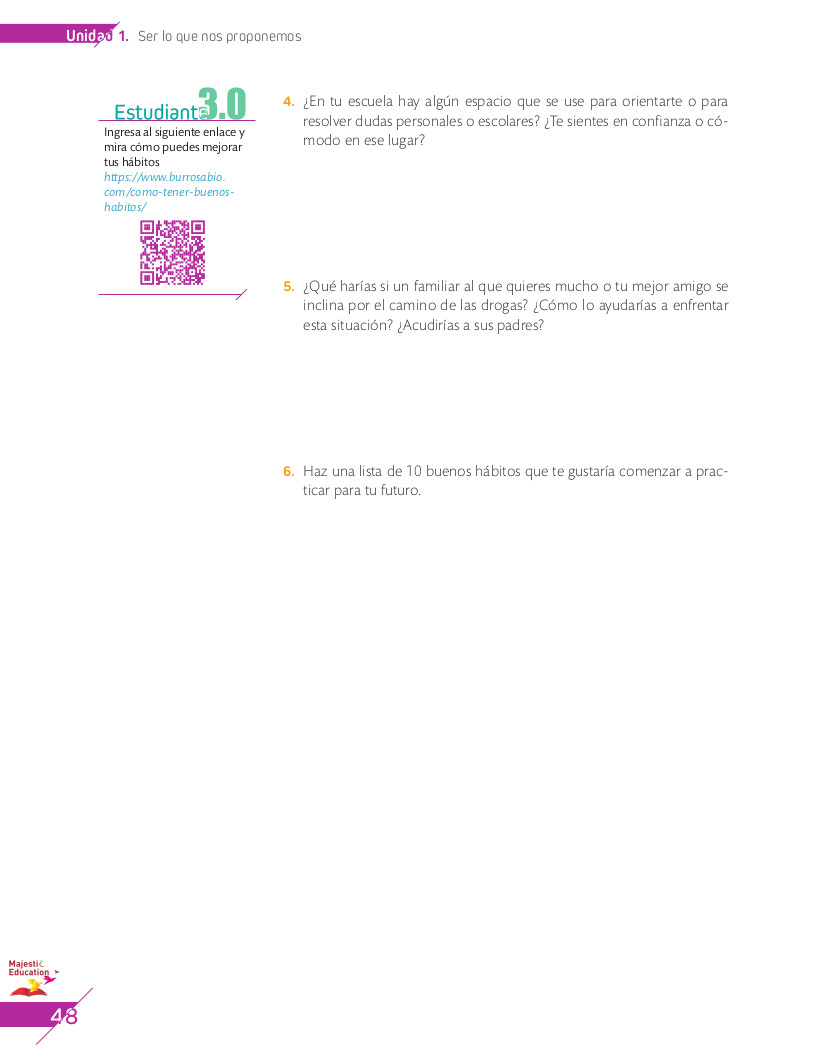 Unidad 1. Ser lo que nos proponemos
Estudiante 3.0
Ingresa al siguiente enlace y
mira cómo puedes mejorar
tus hábitos
https://www.burrosabio.
com/como-tener-buenos-
habitos/
4. ¿En tu escuela hay algún espacio que se use para orientarte o para
resolver dudas personales o escolares? ¿Te sientes en confianza o có-
modo en ese lugar?
5. ¿Qué harías si un familiar al que quieres mucho o tu mejor amigo se
inclina por el camino de las drogas? ¿Cómo lo ayudarías a enfrentar
esta situación? ¿Acudirías a sus padres?
6. Haz una lista de 10 buenos hábitos que te gustaría comenzar a prac-
ticar para tu futuro.
Majestic
Education
48